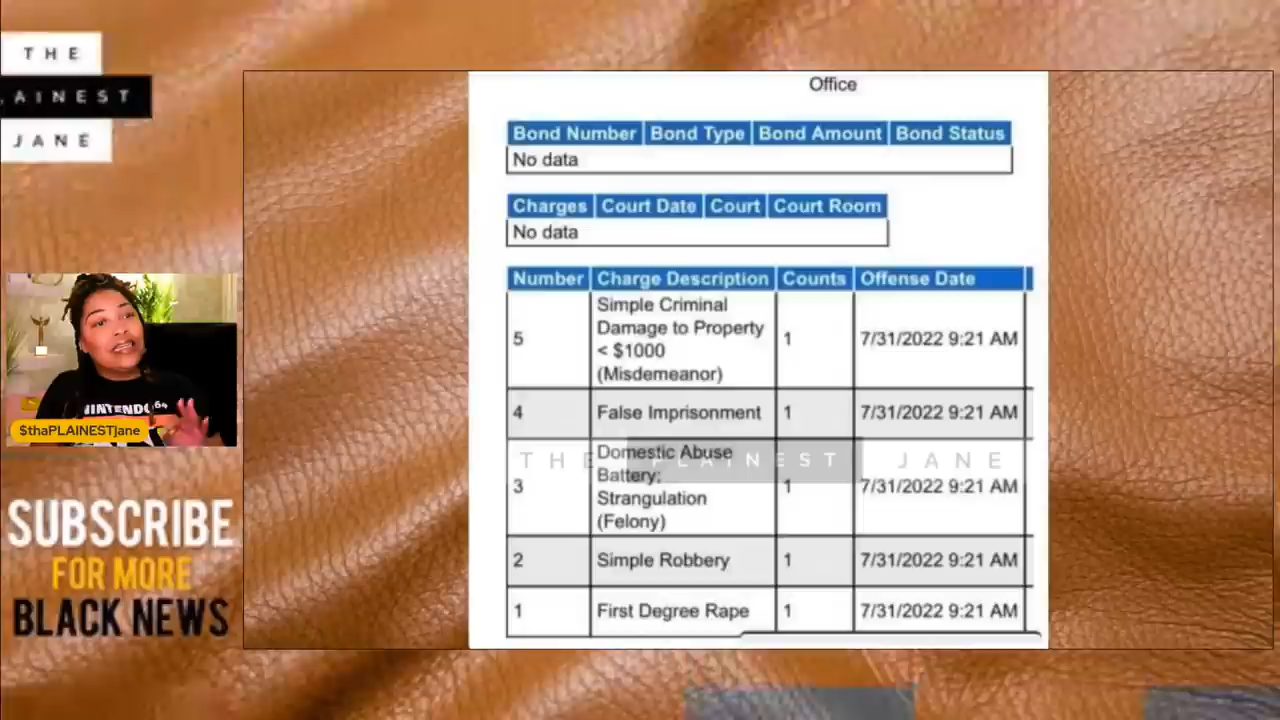 THE
LAINEST
JANE
Office
Bond Number Bond Type Bond Amount Bond Status
No data
Charges Court Date Court Court Room
No data
Number Charge Description Counts Offense Date
5 Simple Criminal Damage to Property < $1000 (Misdemeanor) 1 7/31/2022 9:21 AM
4 False Imprisonment 1 7/31/2022 9:21 AM
3 Domestic Abuse Battery; Strangulation (Felony) 1 7/31/2022 9:21 AM
2 Simple Robbery 1 7/31/2022 9:21 AM
1 First Degree Rape 1 7/31/2022 9:21 AM
THE PLAINEST JANE
NINTENDO 64
$thaPLAINESTjane
SUBSCRIBE
FOR MORE
BLACK NEWS